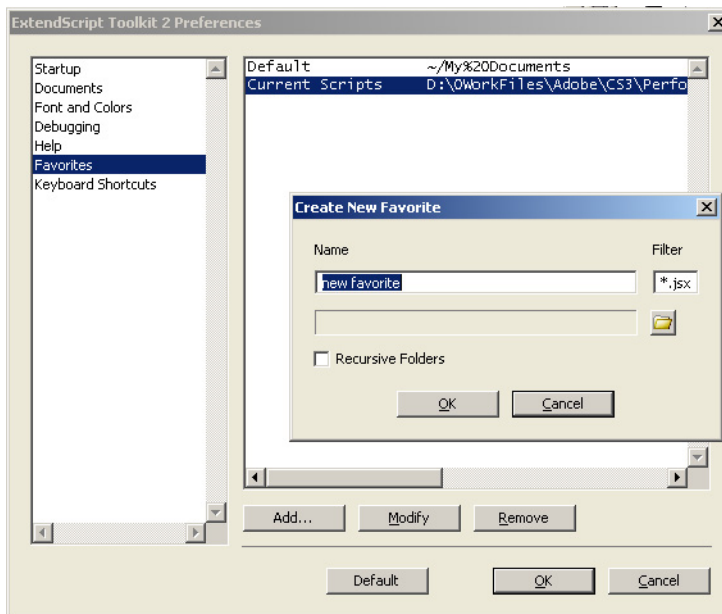 ExtendScript Toolkit 2 Preferences
Startup
Documents
Font and Colors
Debugging
Help
Favorites
Keyboard Shortcuts
Default ~/My%20Documents
Current Scripts D:\0WorkFiles\Adobe\CS3\Perfo
Create New Favorite
Name Filter
new favorite *.jsx
Recursive Folders
OK Cancel
Add... Modify Remove
Default OK Cancel